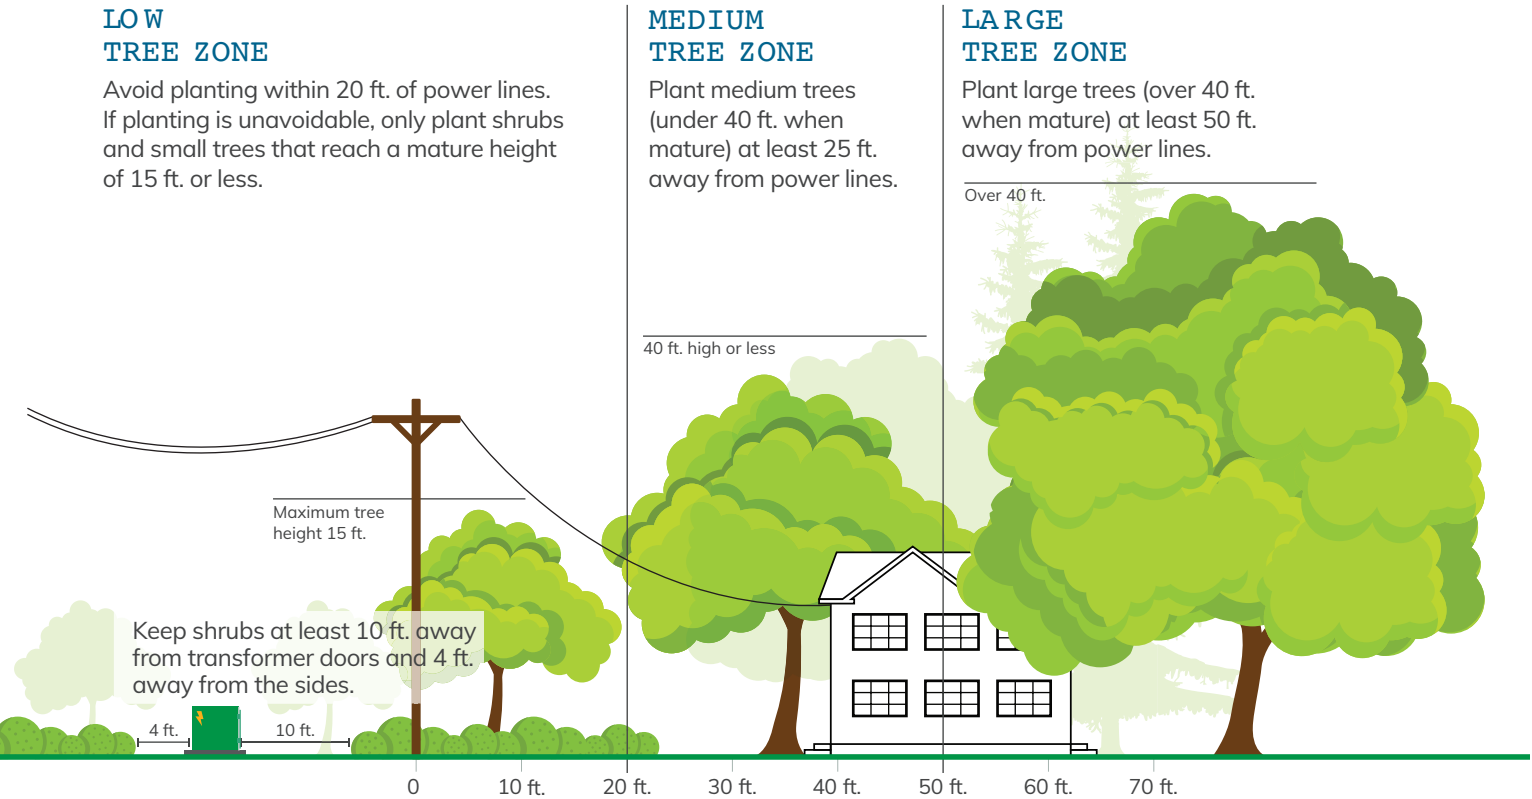 LOW
TREE ZONE
Avoid planting within 20 ft. of power lines.
If planting is unavoidable, only plant shrubs
and small trees that reach a mature height
of 15 ft. or less.
MEDIUM
TREE ZONE
Plant medium trees
(under 40 ft. when
mature) at least 25 ft.
away from power lines.
LARGE
TREE ZONE
Plant large trees (over 40 ft.
when mature) at least 50 ft.
away from power lines.
Over 40 ft.
40 ft. high or less
Maximum tree
height 15 ft.
Keep shrubs at least 10 ft. away
from transformer doors and 4 ft.
away from the sides.
4 ft.
10 ft.
0 10 ft. 20 ft. 30 ft. 40 ft. 50 ft. 60 ft. 70 ft.